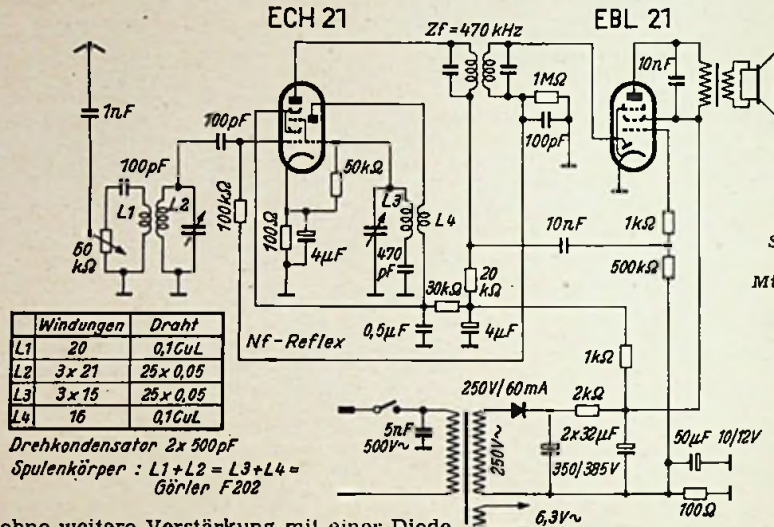 ECH 21
Zf = 470 kHz
EBL 21
10nF
1nF
100pF
1MΩ
100pF
100pF
L1
L2
50kΩ
L3
L4
50
kΩ
100kΩ
100Ω
4µF
470
pF
10nF
1kΩ
500kΩ
20
kΩ
30kΩ
0,5µF
4µF
Nf-Reflex
1kΩ
Windungen Draht
L1 20 0,1CuL
L2 3x21 25x0,05
L3 3x15 25x0,05
L4 16 0,1CuL
Drehkondensator 2x 500pF
Spulenkörper : L1+L2 = L3+L4 =
Görler F202
250V/60mA
2kΩ
5nF
500V~
250V~
2x32µF
350/385V
50µF 10/12V
100Ω
6,3V~
S
Mt
ohne weitere Verstärkung mit einer Diode